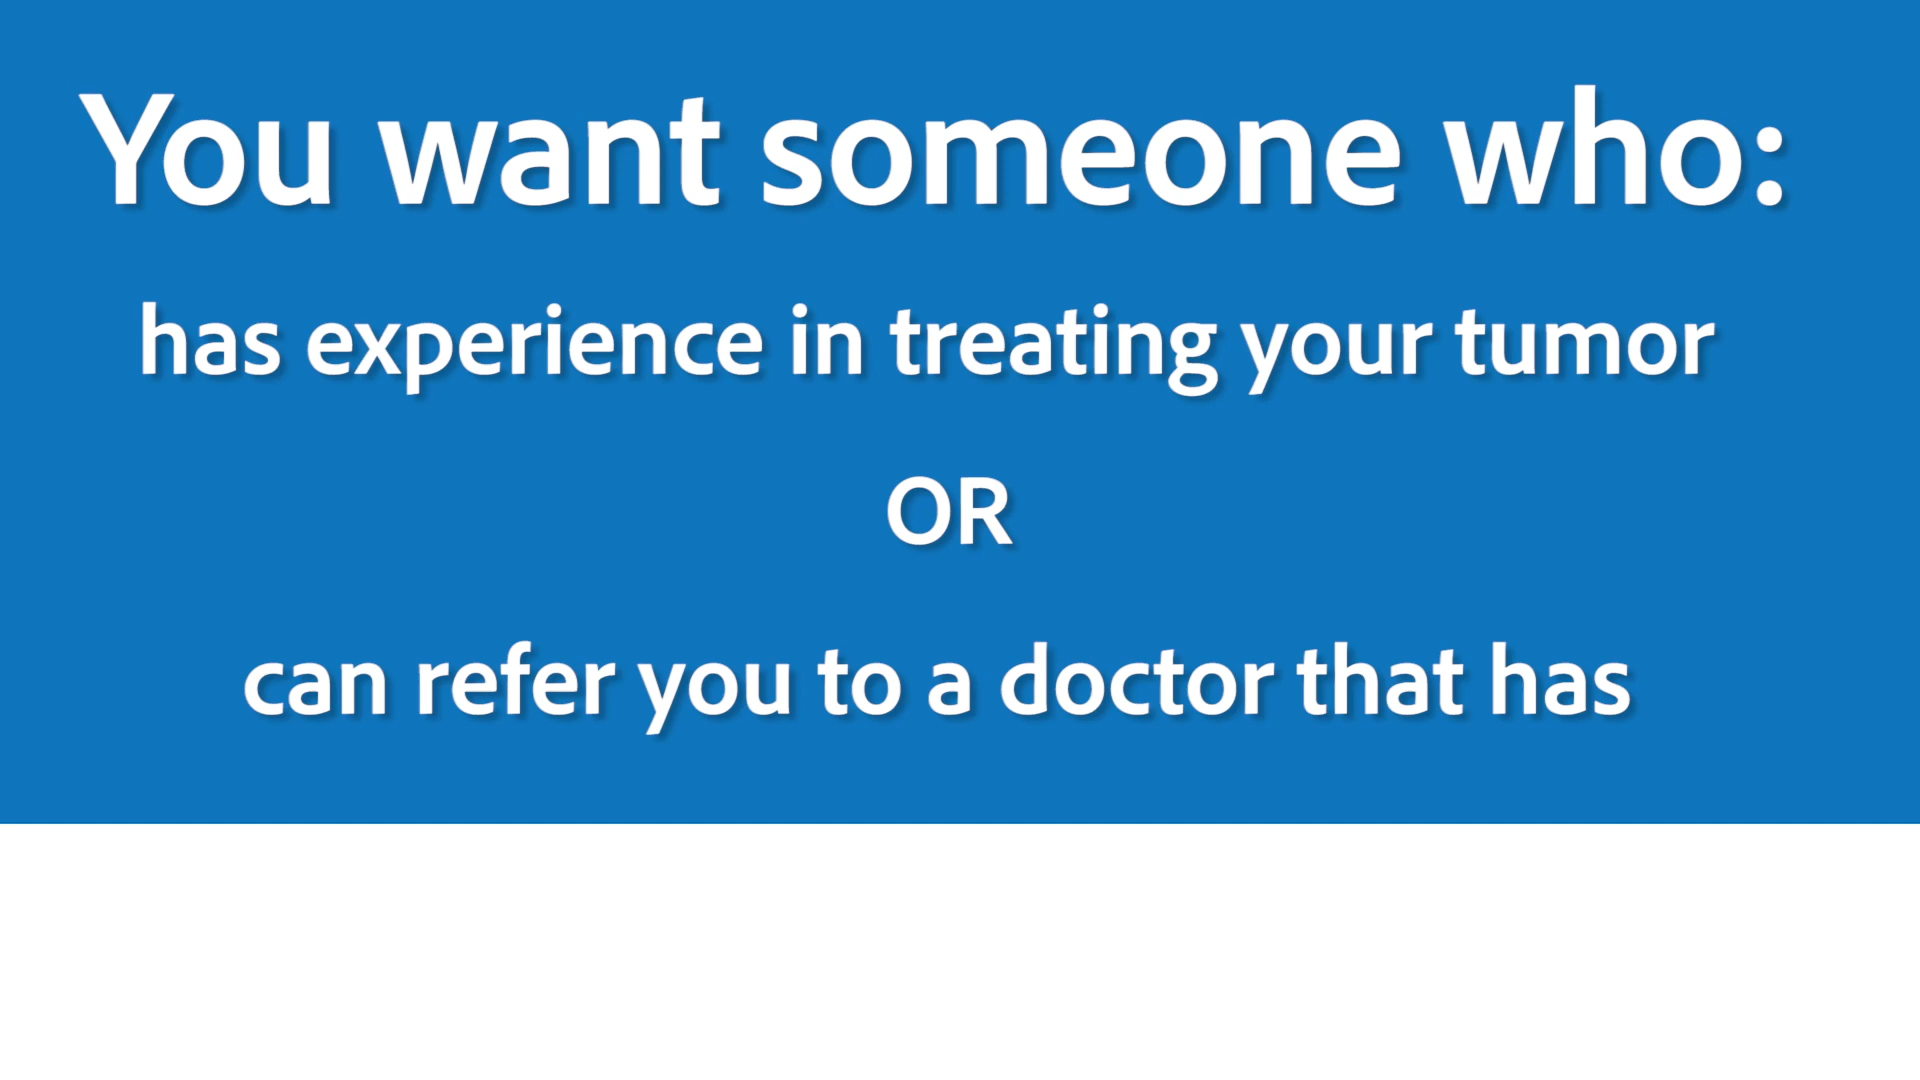 You want someone who:
has experience in treating your tumor
OR
can refer you to a doctor that has